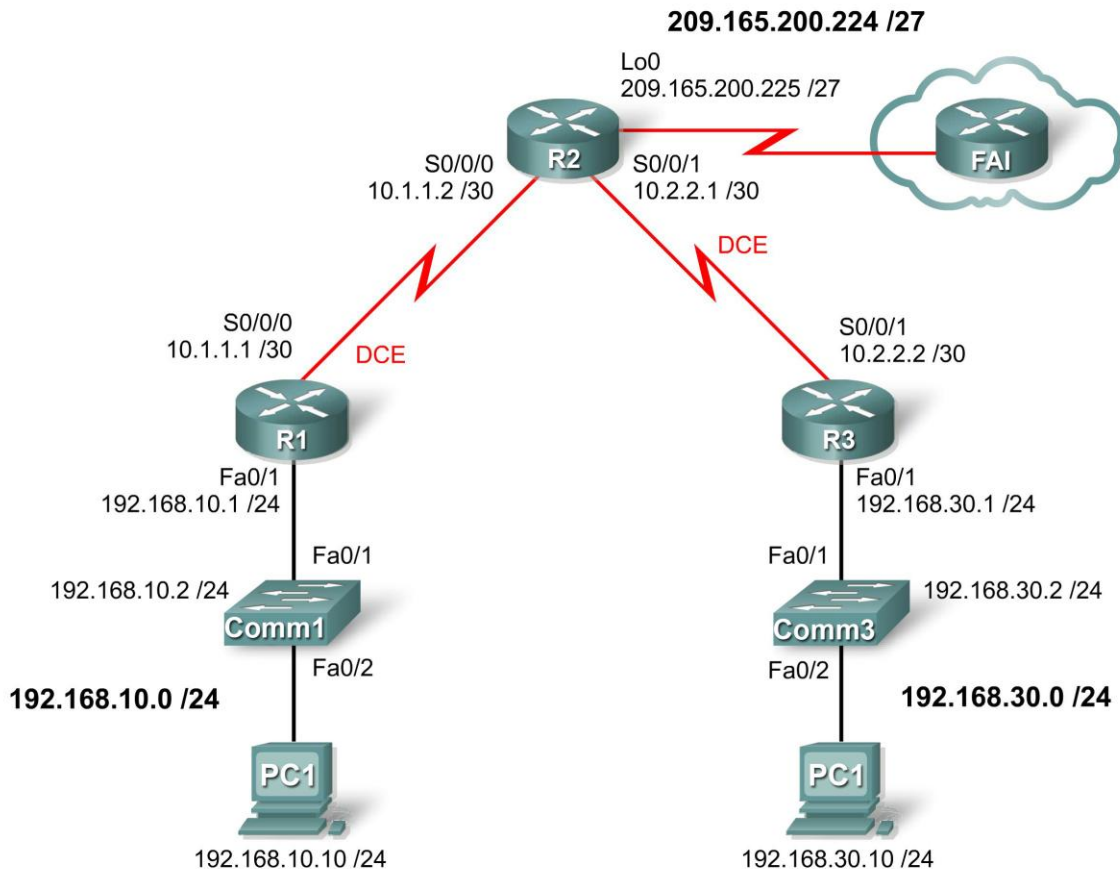 209.165.200.224 /27
Lo0
209.165.200.225 /27
R2
FAI
S0/0/0
10.1.1.2 /30
S0/0/1
10.2.2.1 /30
DCE
S0/0/0
10.1.1.1 /30
DCE
S0/0/1
10.2.2.2 /30
R1
R3
Fa0/1
192.168.10.1 /24
Fa0/1
192.168.30.1 /24
Fa0/1
Fa0/1
192.168.10.2 /24
192.168.30.2 /24
Comm1
Comm3
Fa0/2
Fa0/2
192.168.10.0 /24
192.168.30.0 /24
PC1
PC1
192.168.10.10 /24
192.168.30.10 /24